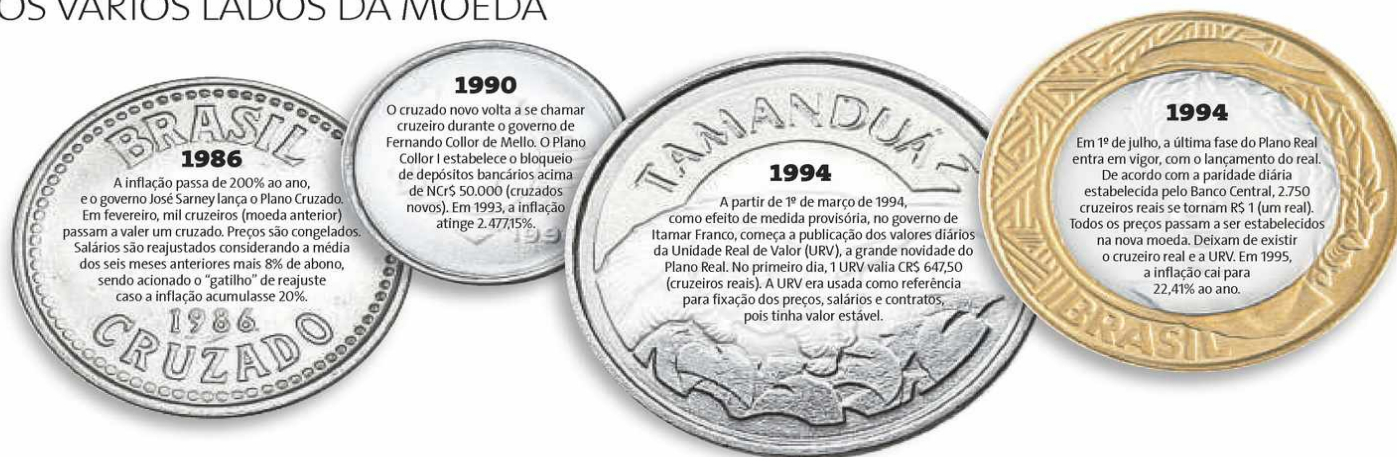 OS VÁRIOS LADOS DA MOEDA
BRASIL
1986
A inflação passa de 200% ao ano,
e o governo José Sarney lança o Plano Cruzado.
Em fevereiro, mil cruzeiros (moeda anterior)
passam a valer um cruzado. Preços são congelados.
Salários são reajustados considerando a média
dos seis meses anteriores mais 8% de abono,
sendo acionado o “gatilho” de reajuste
caso a inflação acumulasse 20%.
1986
CRUZADO
1990
O cruzado novo volta a se chamar
cruzeiro durante o governo de
Fernando Collor de Mello. O Plano
Collor I estabelece o bloqueio
de depósitos bancários acima
de NCr$ 50.000 (cruzados
novos). Em 1993, a inflação
atinge 2.477,15%.
TAMANDUÁ
1994
A partir de 1º de março de 1994,
como efeito de medida provisória, no governo de
Itamar Franco, começa a publicação dos valores diários
da Unidade Real de Valor (URV), a grande novidade do
Plano Real. No primeiro dia, 1 URV valia CR$ 647,50
(cruzeiros reais). A URV era usada como referência
para fixação dos preços, salários e contratos,
pois tinha valor estável.
1994
Em 1º de julho, a última fase do Plano Real
entra em vigor, com o lançamento do real.
De acordo com a paridade diária
estabelecida pelo Banco Central, 2.750
cruzeiros reais se tornam R$ 1 (um real).
Todos os preços passam a ser estabelecidos
na nova moeda. Deixam de existir
o cruzeiro real e a URV. Em 1995,
a inflação cai para
22,41% ao ano.
BRASIL